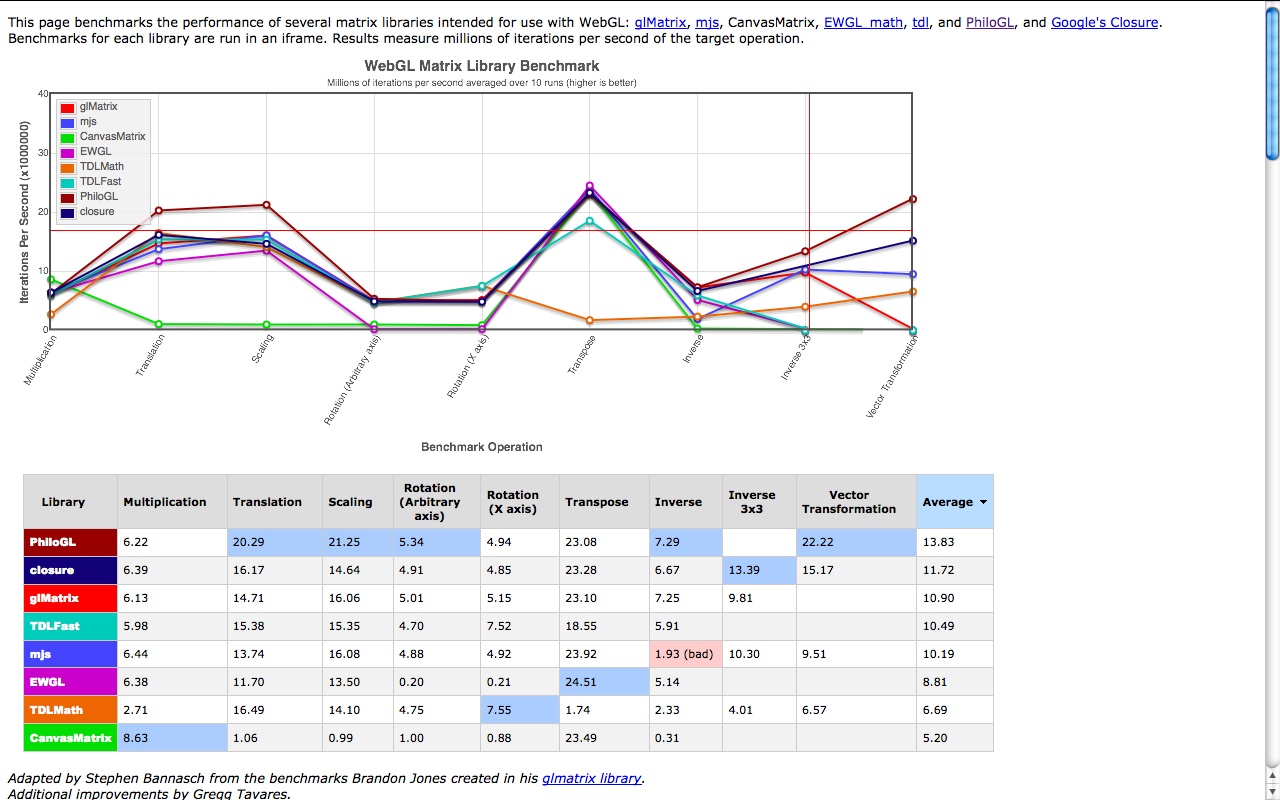 This page benchmarks the performance of several matrix libraries intended for use with WebGL: glMatrix, mjs, CanvasMatrix, EWGL_math, tdl, and PhiloGL, and Google's Closure.
Benchmarks for each library are run in an iframe. Results measure millions of iterations per second of the target operation.
WebGL Matrix Library Benchmark
Millions of iterations per second averaged over 10 runs (higher is better)
Iterations Per Second (x1000000)
40
30
20
10
0
glMatrix
mjs
CanvasMatrix
EWGL
TDLMath
TDLFast
PhiloGL
closure
Multiplication
Translation
Scaling
Rotation (Arbitrary axis)
Rotation (X axis)
Transpose
Inverse
Inverse 3x3
Vector Transformation
Benchmark Operation
Library Multiplication Translation Scaling Rotation (Arbitrary axis) Rotation (X axis) Transpose Inverse Inverse 3x3 Vector Transformation Average
PhiloGL 6.22 20.29 21.25 5.34 4.94 23.08 7.29 22.22 13.83
closure 6.39 16.17 14.64 4.91 4.85 23.28 6.67 13.39 15.17 11.72
glMatrix 6.13 14.71 16.06 5.01 5.15 23.10 7.25 9.81 10.90
TDLFast 5.98 15.38 15.35 4.70 7.52 18.55 5.91 10.49
mjs 6.44 13.74 16.08 4.88 4.92 23.92 1.93 (bad) 10.30 9.51 10.19
EWGL 6.38 11.70 13.50 0.20 0.21 24.51 5.14 8.81
TDLMath 2.71 16.49 14.10 4.75 7.55 1.74 2.33 4.01 6.57 6.69
CanvasMatrix 8.63 1.06 0.99 1.00 0.88 23.49 0.31 5.20
Adapted by Stephen Bannasch from the benchmarks Brandon Jones created in his glmatrix library.
Additional improvements by Gregg Tavares.